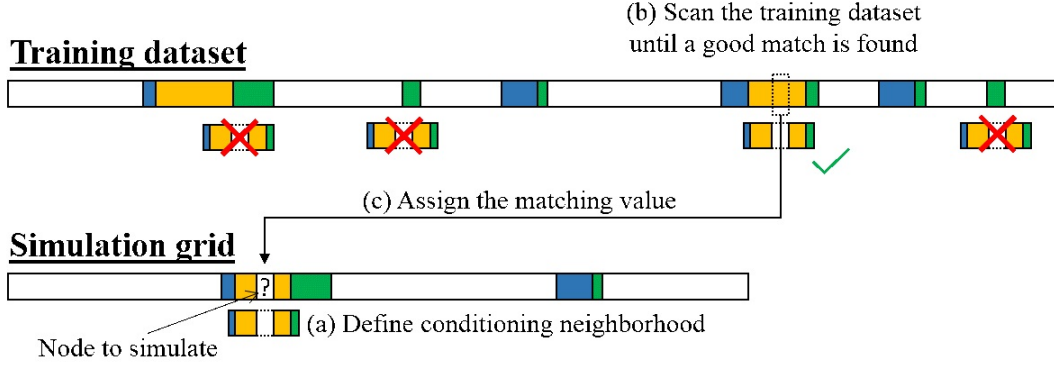 (b) Scan the training dataset
until a good match is found
Training dataset
(c) Assign the matching value
Simulation grid
?
(a) Define conditioning neighborhood
Node to simulate